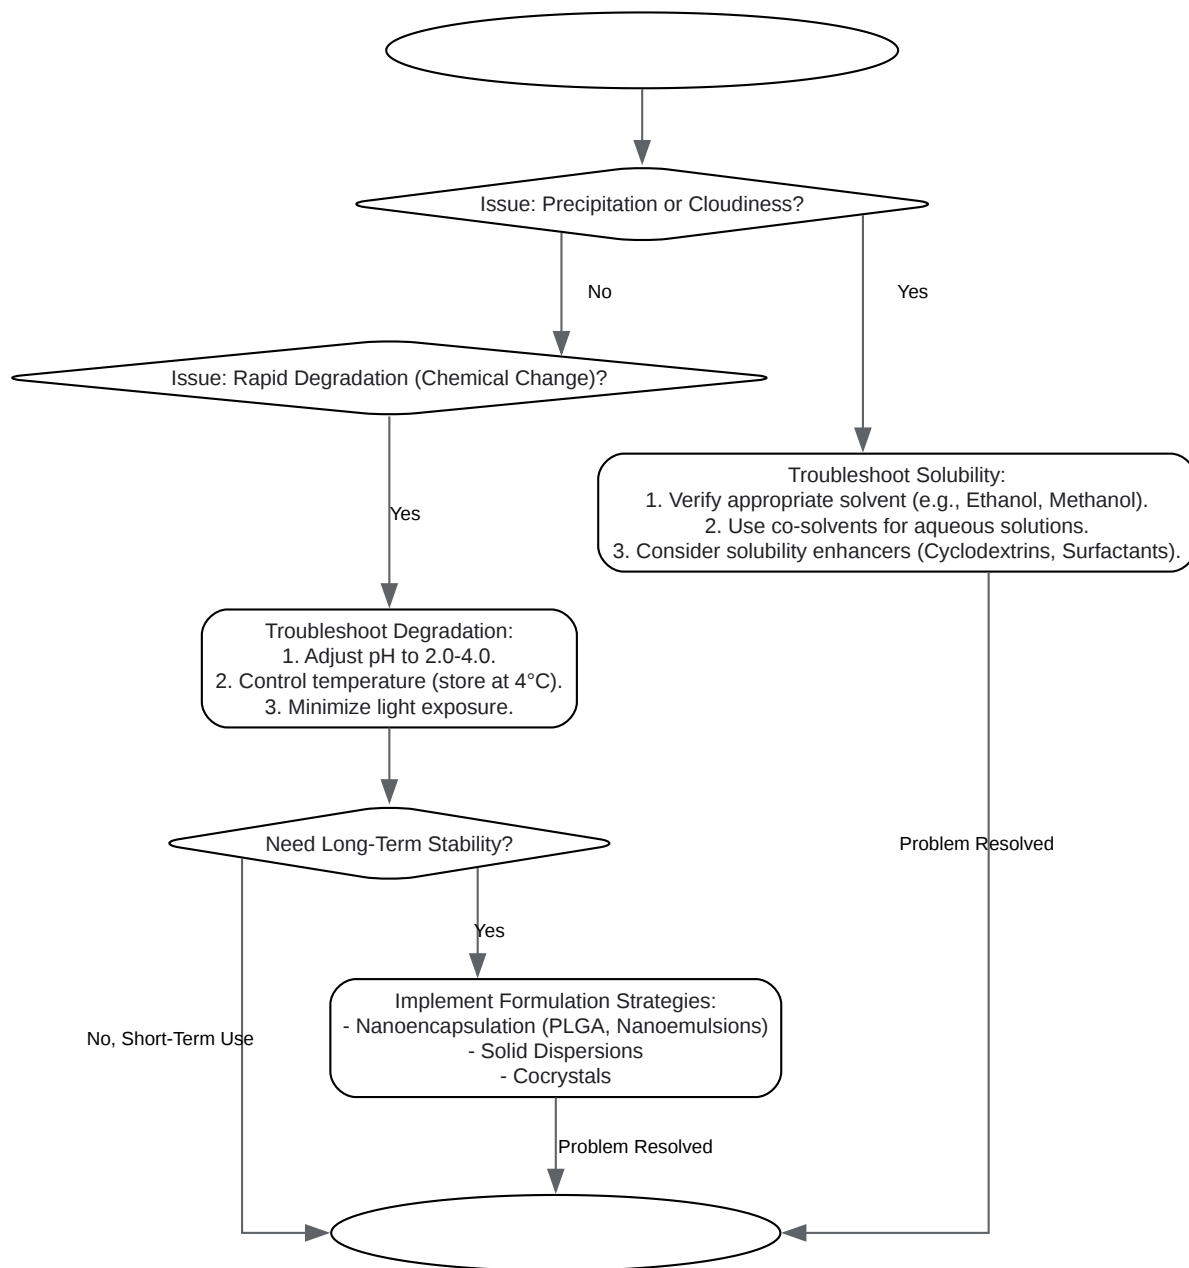 Issue: Precipitation or Cloudiness?
No
Yes
Issue: Rapid Degradation (Chemical Change)?
Troubleshoot Solubility:
1. Verify appropriate solvent (e.g., Ethanol, Methanol).
2. Use co-solvents for aqueous solutions.
3. Consider solubility enhancers (Cyclodextrins, Surfactants).
Yes
Troubleshoot Degradation:
1. Adjust pH to 2.0-4.0.
2. Control temperature (store at 4°C).
3. Minimize light exposure.
Need Long-Term Stability?
Problem Resolved
Yes
Implement Formulation Strategies:
- Nanoencapsulation (PLGA, Nanoemulsions)
- Solid Dispersions
- Cocrystals
No, Short-Term Use
Problem Resolved